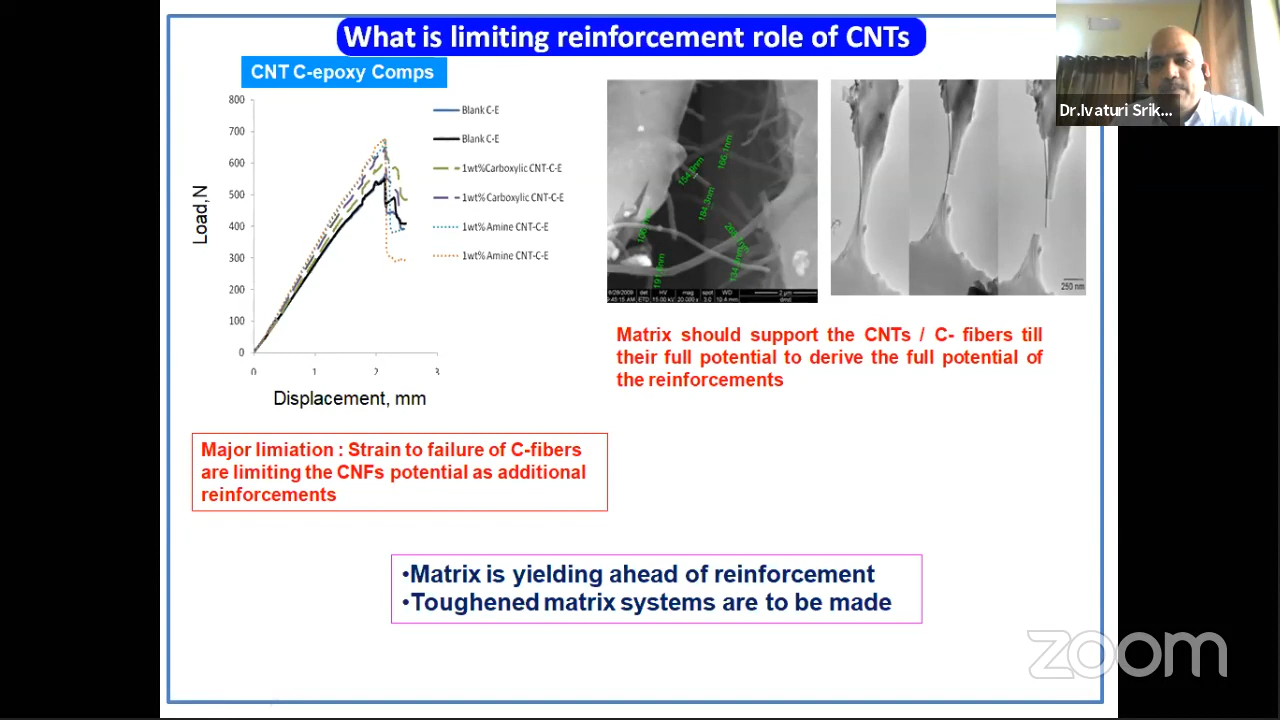 What is limiting reinforcement role of CNTs
Dr.Ivaturi Srik...
CNT C-epoxy Comps
800
700
600
500
400
300
200
100
0
0
1
2
3
Load,N
Displacement, mm
Blank C-E
Blank C-E
1wt%Carboxylic CNT-C-E
1wt% Carboxylic CNT-C-E
1wt% Amine CNT-C-E
1wt% Amine CNT-C-E
166.1nm
184.3nm
250 nm
Matrix should support the CNTs / C- fibers till
their full potential to derive the full potential of
the reinforcements
Major limiation : Strain to failure of C-fibers
are limiting the CNFs potential as additional
reinforcements
•Matrix is yielding ahead of reinforcement
•Toughened matrix systems are to be made
zoom